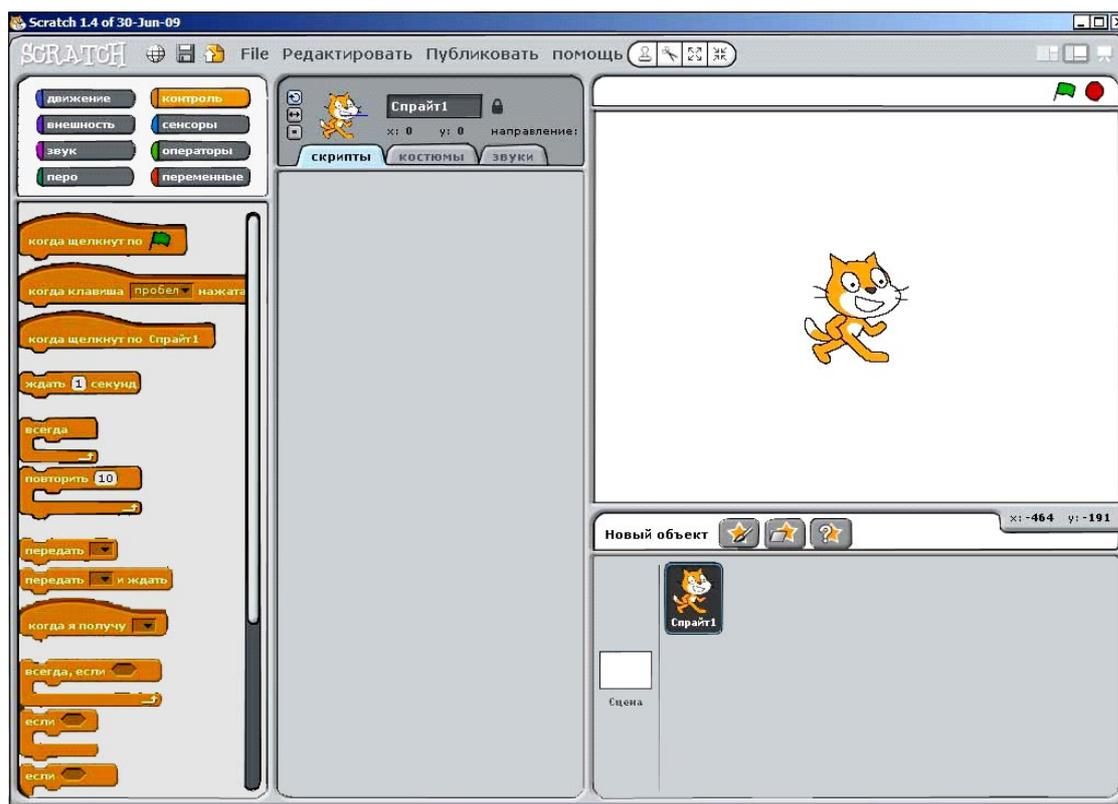 Scratch 1.4 of 30-Jun-09
SCRATCH File Редактировать Публиковать помощь
движение контроль
внешность сенсоры
звук операторы
перо переменные
когда щелкнут по
когда клавиша пробел нажата
когда щелкнут по Спрайт1
ждать 1 секунд
всегда
повторить 10
передать
передать и ждать
когда я получу
всегда, если
если
если
Спрайт1
x: 0 y: 0 направление:
скрипты костюмы звуки
x: -464 y: -191
Новый объект
Спрайт1
Сцена